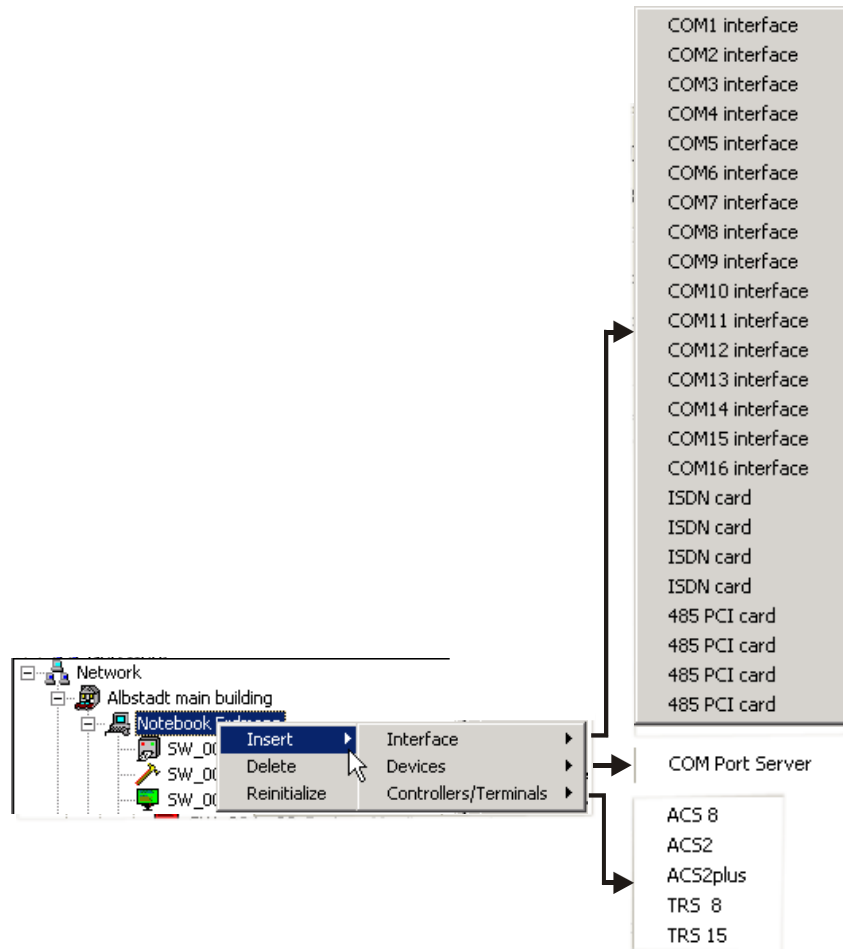 COM1 interface
COM2 interface
COM3 interface
COM4 interface
COM5 interface
COM6 interface
COM7 interface
COM8 interface
COM9 interface
COM10 interface
COM11 interface
COM12 interface
COM13 interface
COM14 interface
COM15 interface
COM16 interface
ISDN card
ISDN card
ISDN card
ISDN card
485 PCI card
485 PCI card
485 PCI card
485 PCI card
Network
Albstadt main building
Notebook
SW_00
SW_00
SW_00
Insert
Delete
Reinitialize
Interface
Devices
Controllers/Terminals
COM Port Server
ACS 8
ACS2
ACS2plus
TRS 8
TRS 15